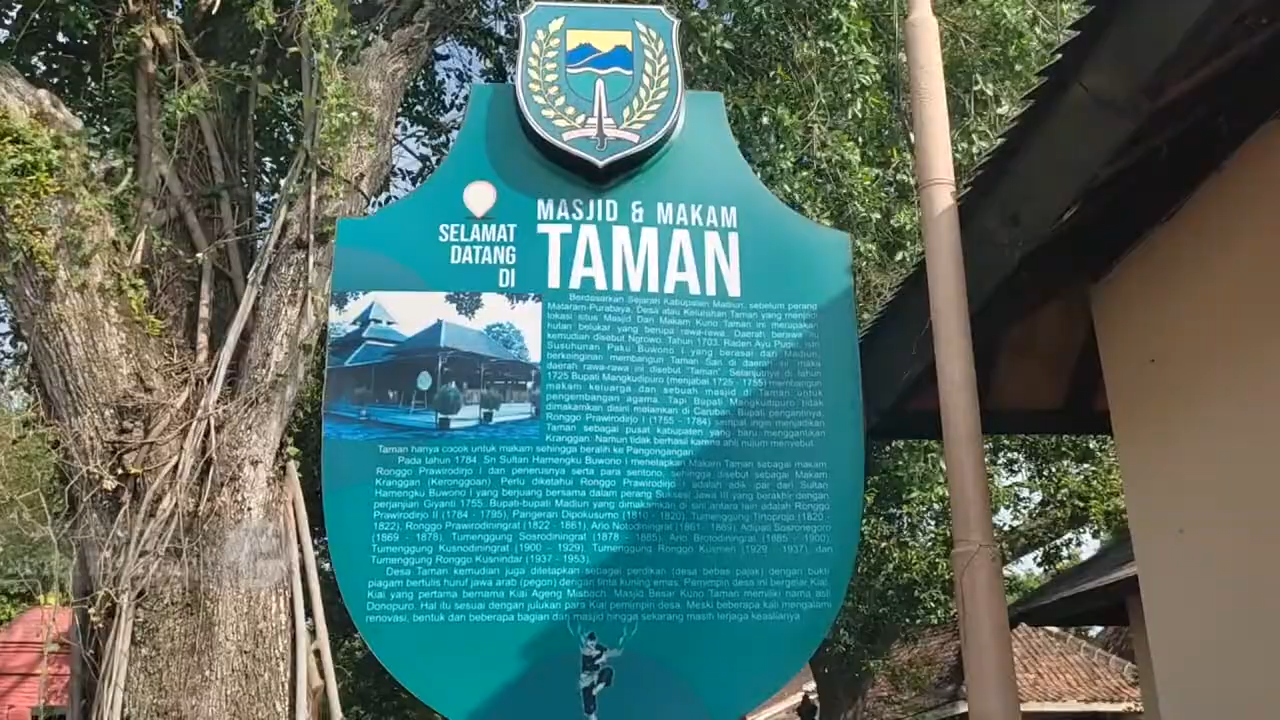 SELAMAT
DATANG
DI
MASJID & MAKAM
TAMAN
Berdasarkan Sejarah Kabupaten Madiun, sebelum perang
Mataram-Purabaya, Desa atau Kelurahan Taman yang menjadi
lokasi situs Masjid Dan Makam Kuno Taman ini merupakan
hutan belukar yang berupa rawa-rawa. Daerah berawa ini
kemudian disebut Ngrowo. Tahun 1703, Raden Ayu Puger, istri
Susuhunan Paku Buwono I yang berasal dari Madiun,
berkeinginan membangun Taman Sari di daerah ini maka
daerah rawa-rawa ini disebut "Taman". Selanjutnya di tahun
1725 Bupati Mangkudipuro (menjabat 1725 - 1755) membangun
makam keluarga dan sebuah masjid di Taman untuk
pengembangan agama. Tapi Bupati Mangkudipuro tidak
dimakamkan disini melainkan di Caruban. Bupati pengantinya,
Ronggo Prawirodirjo I (1755 - 1784) sempat ingin menjadikan
Taman sebagai pusat kabupaten yang baru menggantikan
Kranggan. Namun tidak berhasil karena ahli nujum menyebut
Taman hanya cocok untuk makam sehingga beralih ke Pangongangan.
Pada tahun 1784, Sri Sultan Hamengku Buwono I menetapkan Makam Taman sebagai makam
Ronggo Prawirodirjo I dan penerusnya serta para sentono, sehingga disebut sebagai Makam
Kranggan (Keronggoan). Perlu diketahui Ronggo Prawirodirjo I adalah adik ipar dari Sultan
Hamengku Buwono I yang berjuang bersama dalam perang Suksesi Jawa III yang berakhir dengan
perjanjian Giyanti 1755. Bupati-bupati Madiun yang dimakamkan di sini antara lain adalah Ronggo
Prawirodirjo II (1784 - 1795), Pangeran Dipokusumo (1810 - 1820), Tumenggung Tirtoprojo (1820 -
1822), Ronggo Prawirodiningrat (1822 - 1861), Ario Notodiningrat (1861 - 1869), Adipati Sosronegoro
(1869 - 1878), Tumenggung Sosrodiningrat (1878 - 1885), Ario Brotodiningrat (1885 - 1900),
Tumenggung Kusnodiningrat (1900 - 1929), Tumenggung Ronggo Kusmen (1929 - 1937), dan
Tumenggung Ronggo Kusnindar (1937 - 1953).
Desa Taman kemudian juga ditetapkan sebagai perdikan (desa bebas pajak) dengan bukti
piagam bertulis huruf jawa arab (pegon) dengan tinta kuning emas. Pemimpin desa ini bergelar Kiai.
Kiai yang pertama bernama Kiai Ageng Misbach. Masjid Besar Kuno Taman memiliki nama asli
Donopuro. Hal itu sesuai dengan julukan para Kiai pemimpin desa. Meski beberapa kali mengalami
renovasi, bentuk dan beberapa bagian dari masjid hingga sekarang masih terjaga keaslianya.